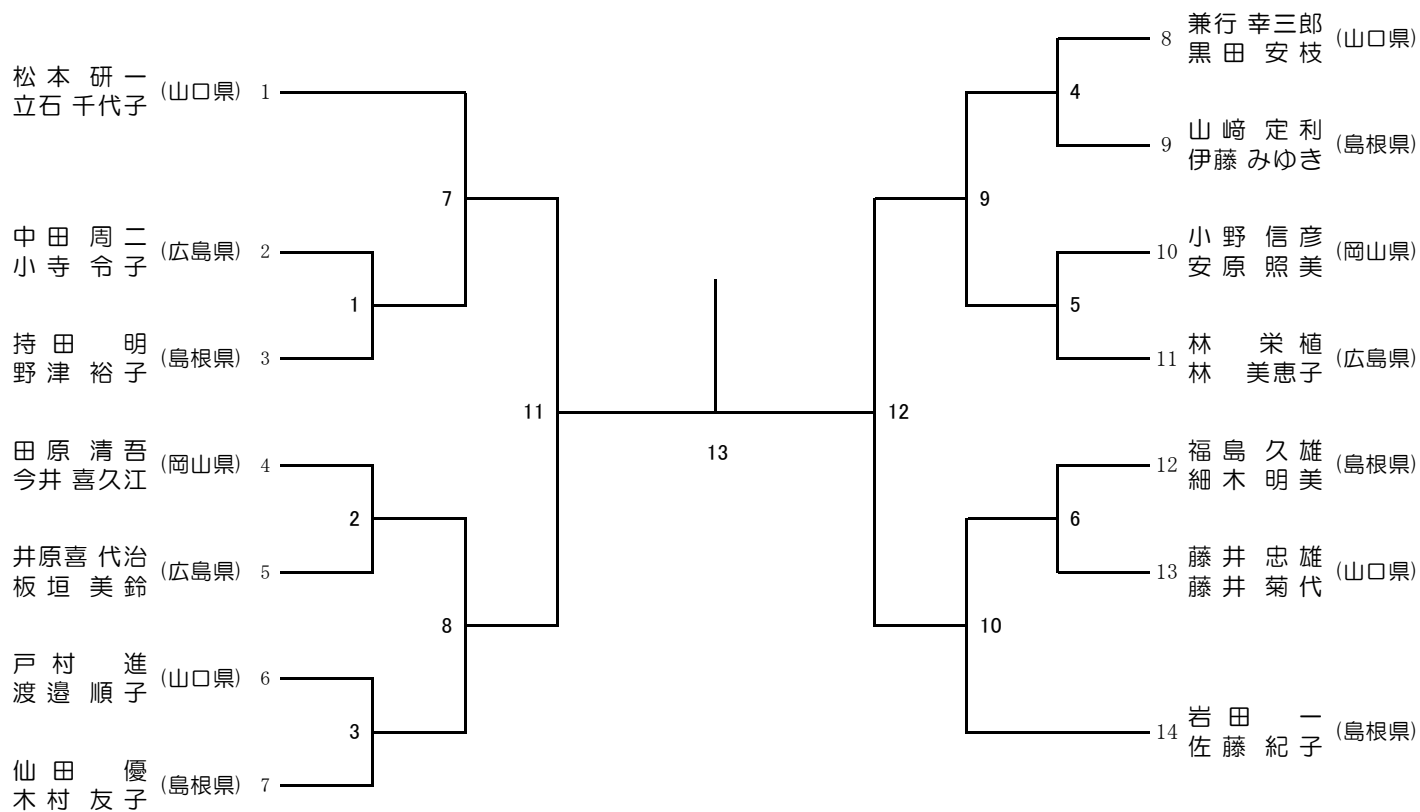 松本 研一
立石 千代子
(山口県) 1
中田 周二
小寺 令子
(広島県) 2
持田 明
野津 裕子
(島根県) 3
田原 清吾
今井 喜久江
(岡山県) 4
井原喜 代治
板垣 美鈴
(広島県) 5
戸村 進
渡邉 順子
(山口県) 6
仙田 優
木村 友子
(島根県) 7
1
2
3
7
8
11
13
12
9
10
4
5
6
8 兼行 幸三郎
黒田 安枝
(山口県)
9 山﨑 定利
伊藤 みゆき
(島根県)
10 小野 信彦
安原 照美
(岡山県)
11 林 栄植
林 美恵子
(広島県)
12 福島 久雄
細木 明美
(島根県)
13 藤井 忠雄
藤井 菊代
(山口県)
14 岩田 一
佐藤 紀子
(島根県)